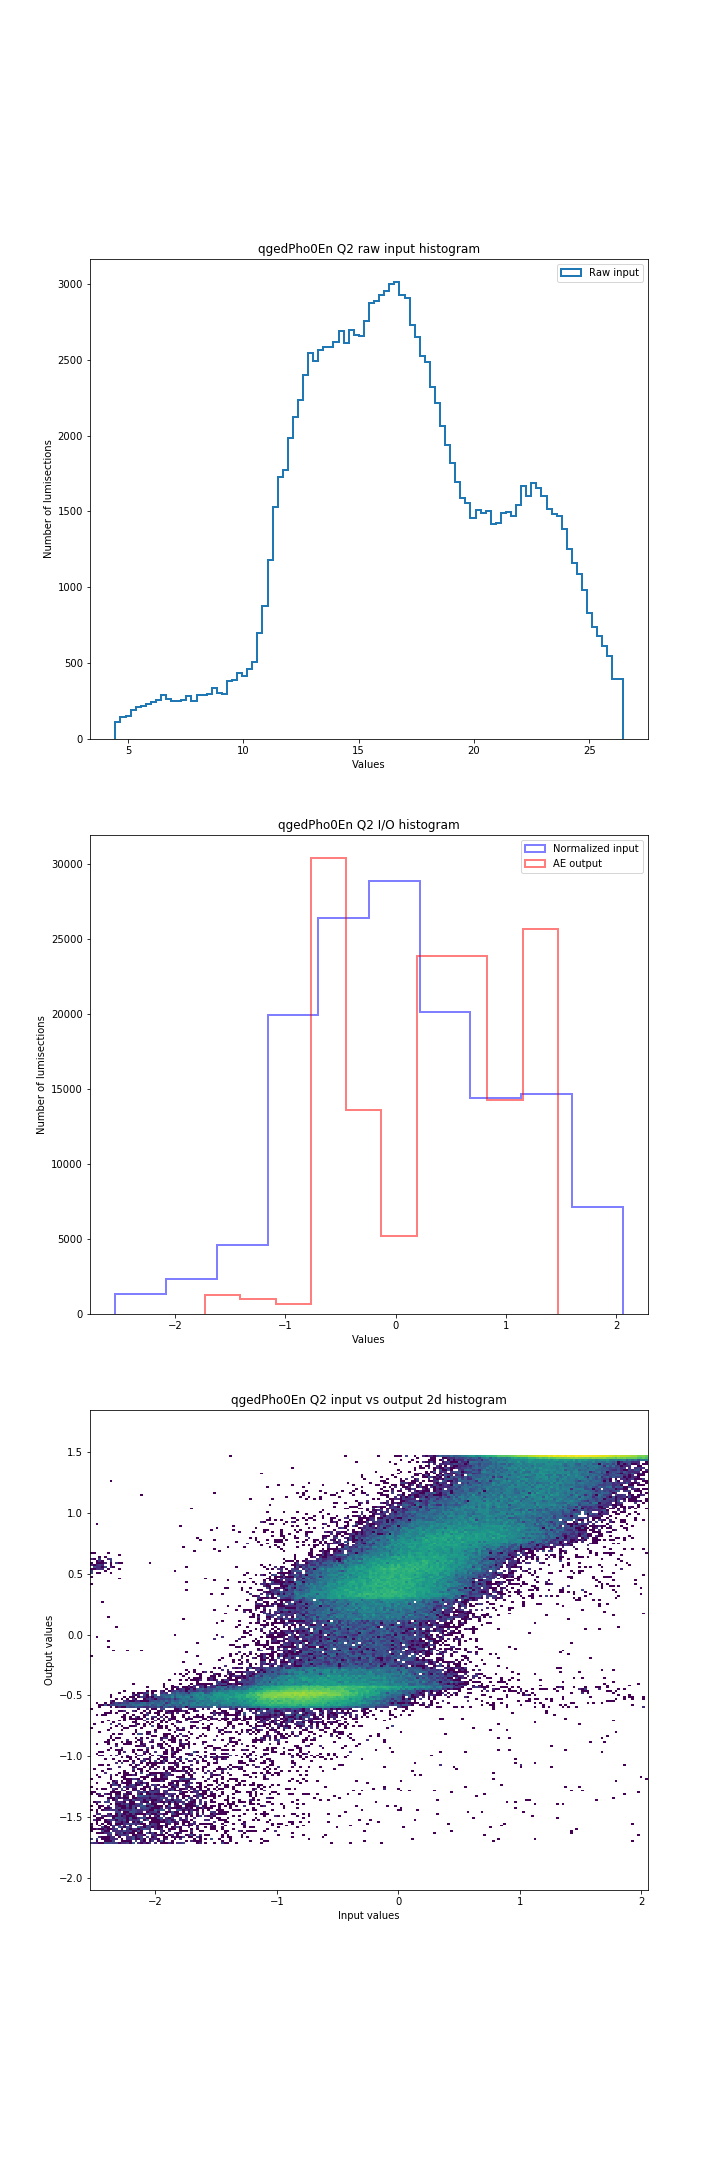 qgedPho0En Q2 raw input histogram
Raw input
3000
2500
2000
1500
1000
500
0
Number of lumisections
5 10 15 20 25
Values
qgedPho0En Q2 I/O histogram
Normalized input
AE output
30000
25000
20000
15000
10000
5000
0
Number of lumisections
−2 −1 0 1 2
Values
qgedPho0En Q2 input vs output 2d histogram
1.5
1.0
0.5
0.0
−0.5
−1.0
−1.5
−2.0
Output values
−2 −1 0 1 2
Input values